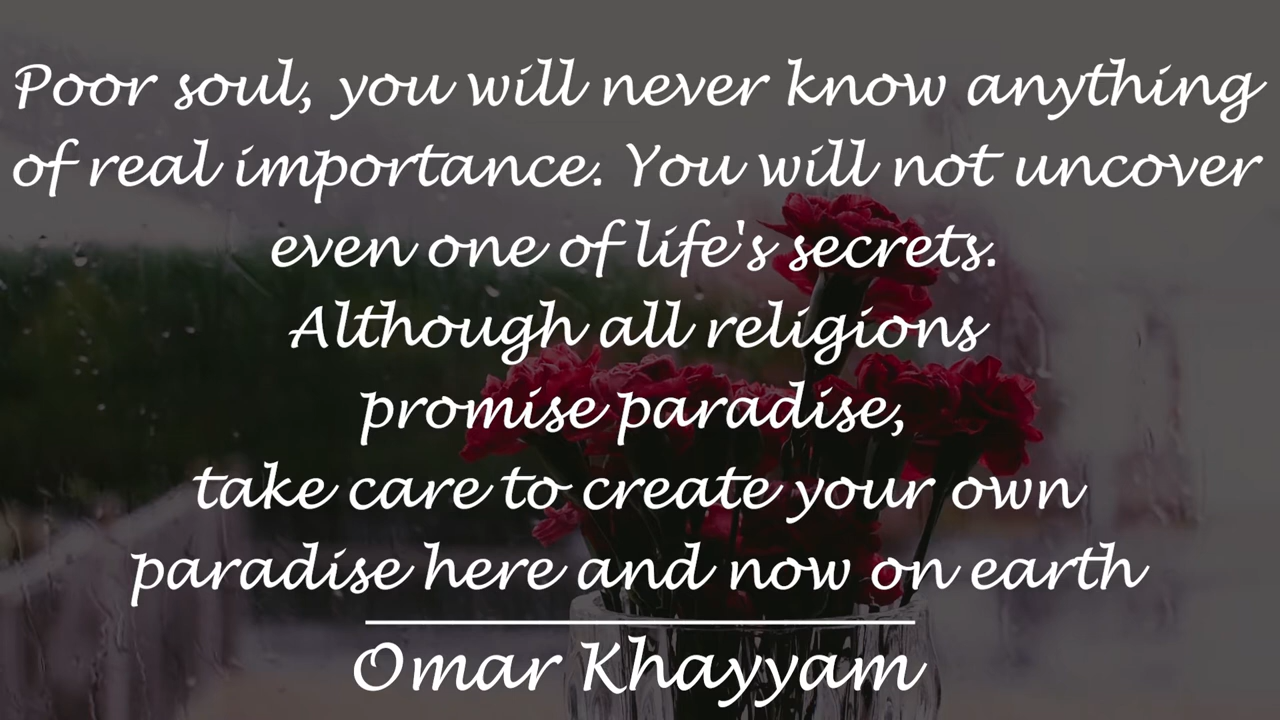 Poor soul, you will never know anything
of real importance. You will not uncover
even one of life's secrets.
Although all religions
promise paradise,
take care to create your own
paradise here and now on earth
Omar Khayyam